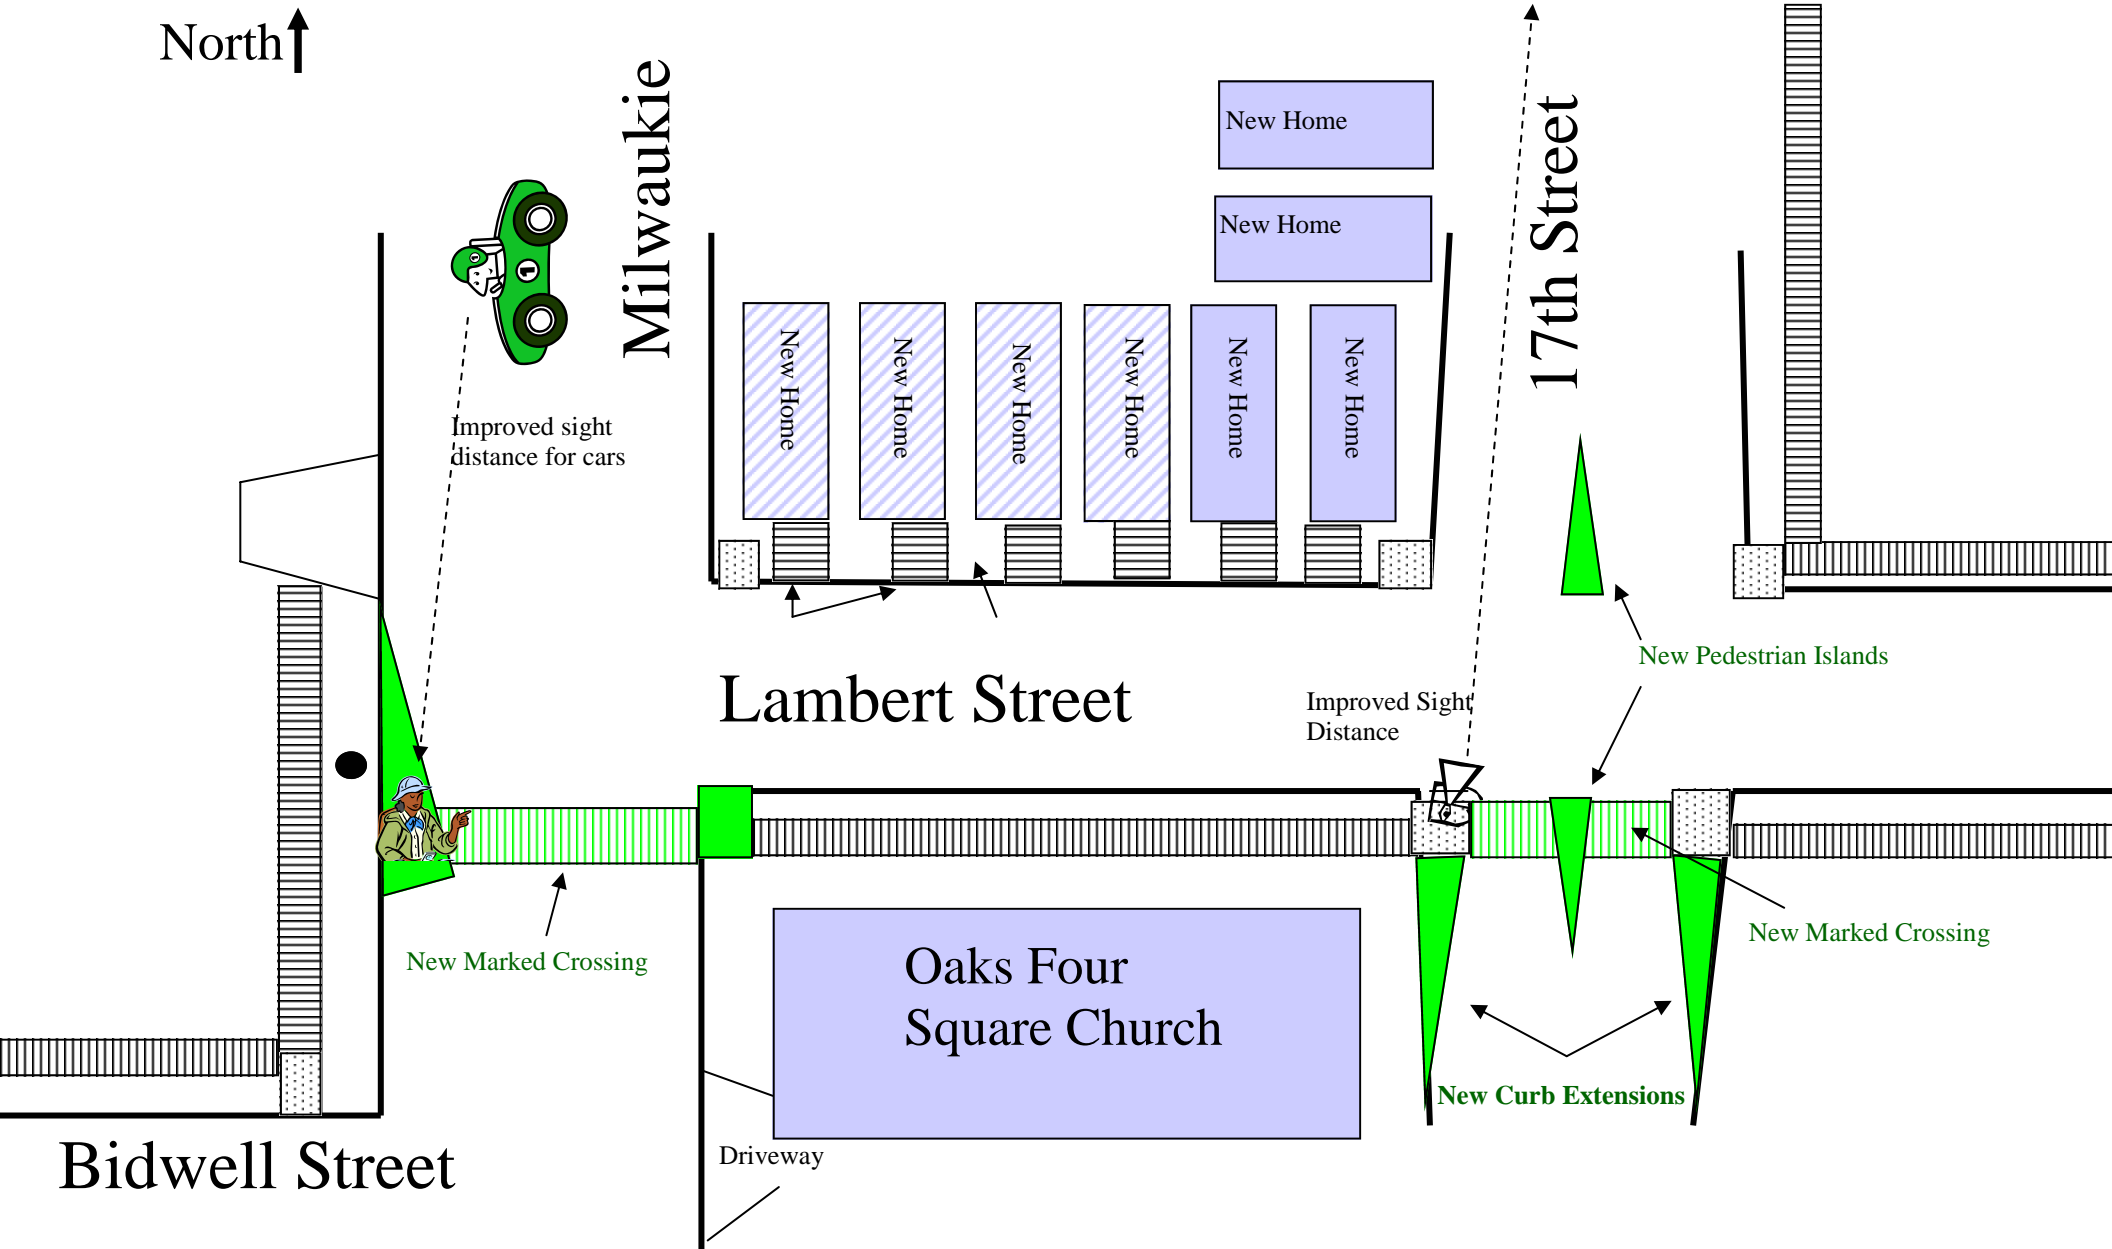 North
Milwaukie
17th Street
New Home
New Home
New Home
New Home
New Home
New Home
New Home
New Home
1
1
Improved sight
distance for cars
Lambert Street
New Pedestrian Islands
Improved Sight
Distance
New Marked Crossing
New Marked Crossing
Oaks Four
Square Church
New Curb Extensions
Driveway
Bidwell Street